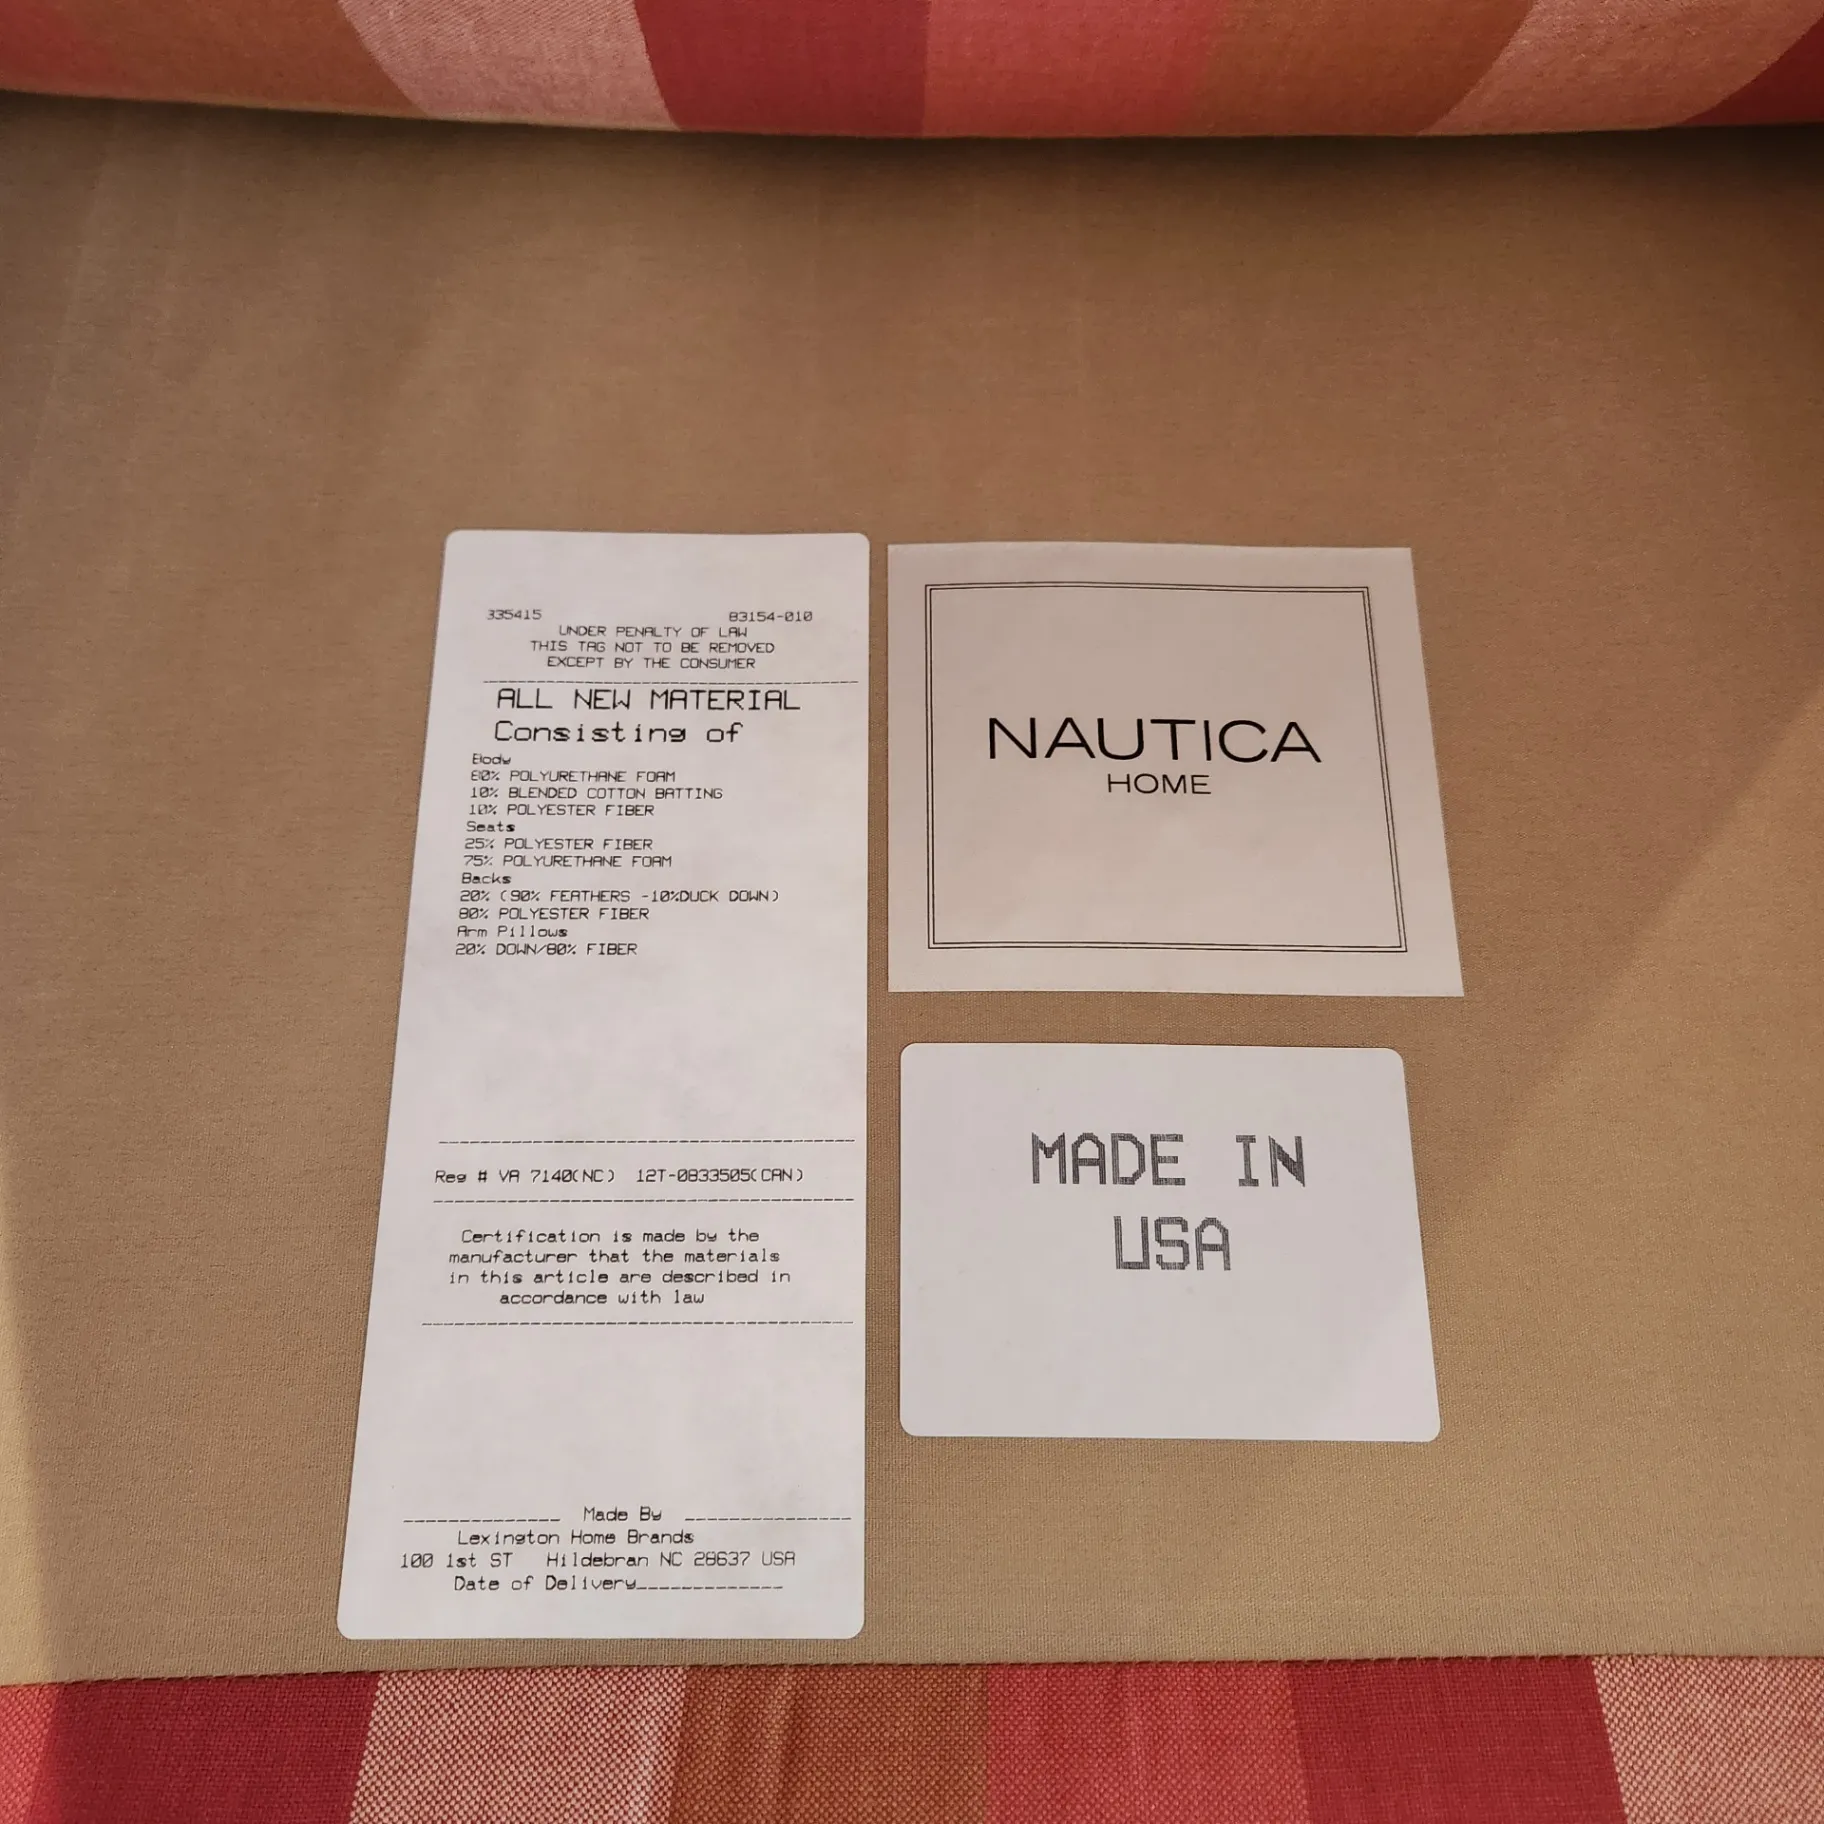 335415 83154-010
UNDER PENALTY OF LAW
THIS TAG NOT TO BE REMOVED
EXCEPT BY THE CONSUMER
ALL NEW MATERIAL
Consisting of
Body
80% POLYURETHANE FOAM
10% BLENDED COTTON BATTING
10% POLYESTER FIBER
Seats
25% POLYESTER FIBER
75% POLYURETHANE FOAM
Backs
20% (90% FEATHERS -10%DUCK DOWN)
80% POLYESTER FIBER
Arm Pillows
20% DOWN/80% FIBER
Reg # VA 7140(NC) 12T-0833505(CAN)
Certification is made by the
manufacturer that the materials
in this article are described in
accordance with law
Made By
Lexington Home Brands
100 1st ST Hildebran NC 28637 USA
Date of Delivery______________
NAUTICA
HOME
MADE IN
USA